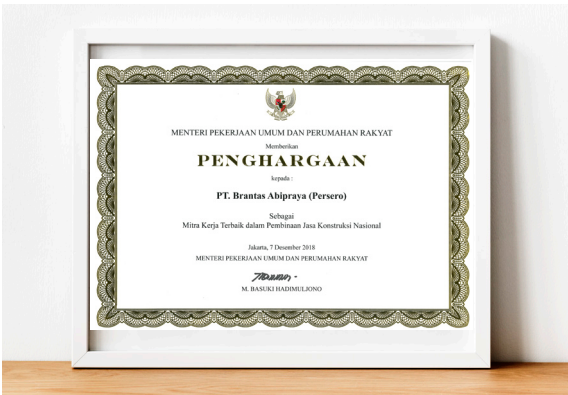 MENTERI PEKERJAAN UMUM DAN PERUMAHAN RAKYAT
Memberikan
PENGHARGAAN
kepada :
PT. Brantas Abipraya (Persero)
Sebagai
Mitra Kerja Terbaik dalam Pembinaan Jasa Konstruksi Nasional
Jakarta, 7 Desember 2018
MENTERI PEKERJAAN UMUM DAN PERUMAHAN RAKYAT
M. BASUKI HADIMULJONO